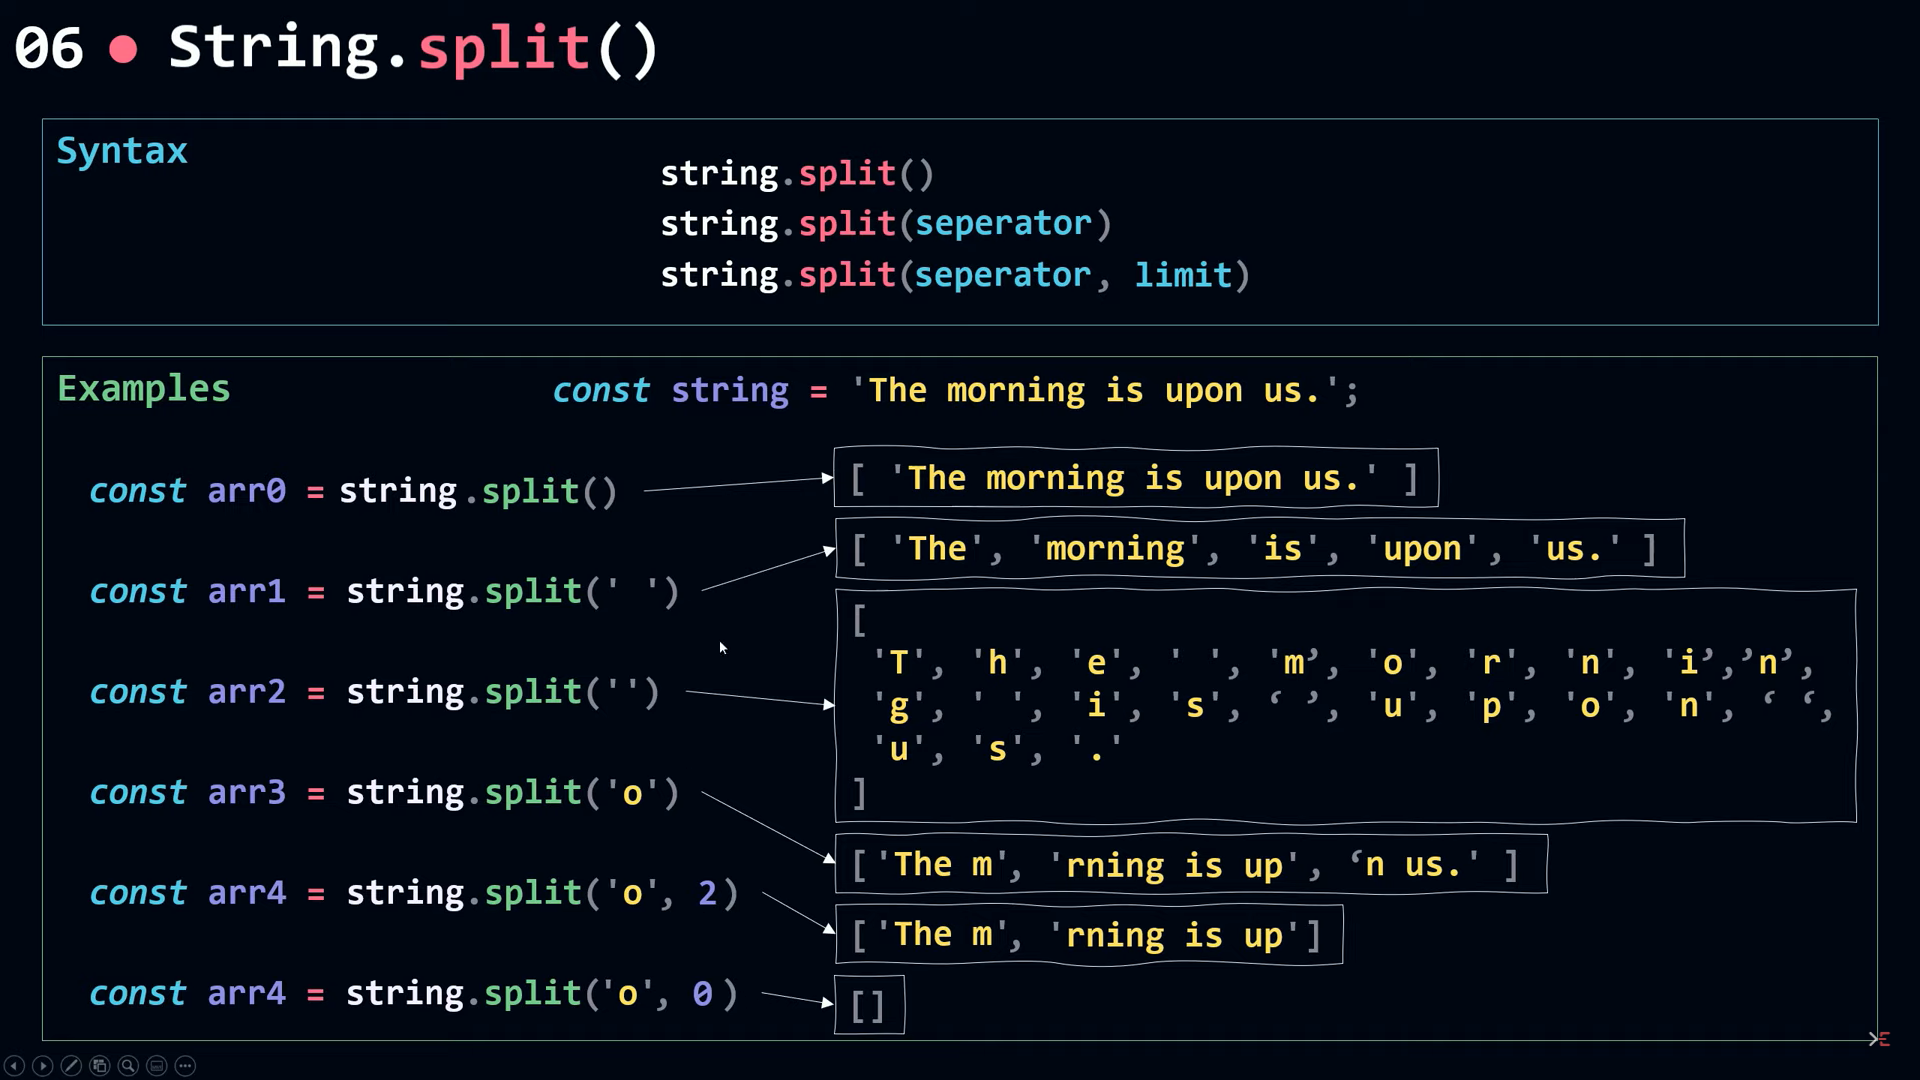 06 • String.split()
Syntax
string.split()
string.split(seperator)
string.split(seperator, limit)
Examples
const string = 'The morning is upon us.';
const arr0 = string.split()
[ 'The morning is upon us.' ]
const arr1 = string.split(' ')
[ 'The', 'morning', 'is', 'upon', 'us.' ]
const arr2 = string.split('')
[
'T', 'h', 'e', ' ', 'm’, 'o', 'r', 'n', 'i’,’n’,
'g', ' ', 'i', 's', ‘ ’, 'u', 'p', 'o', 'n', ‘ ‘,
'u', 's', '.'
]
const arr3 = string.split('o')
['The m', 'rning is up', ‘n us.' ]
const arr4 = string.split('o', 2)
['The m', 'rning is up']
const arr4 = string.split('o', 0)
[]